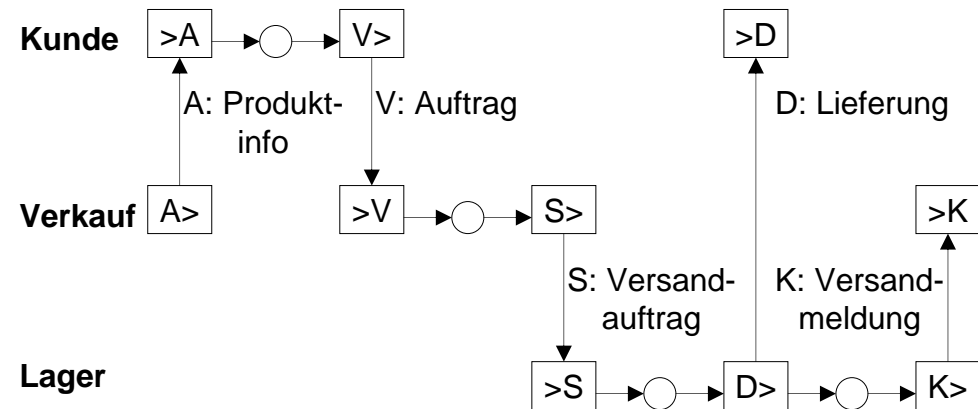 Kunde >A V> >D
A: Produkt- V: Auftrag D: Lieferung
info
Verkauf A> >V S> >K
S: Versand- K: Versand-
auftrag meldung
Lager >S D> K>